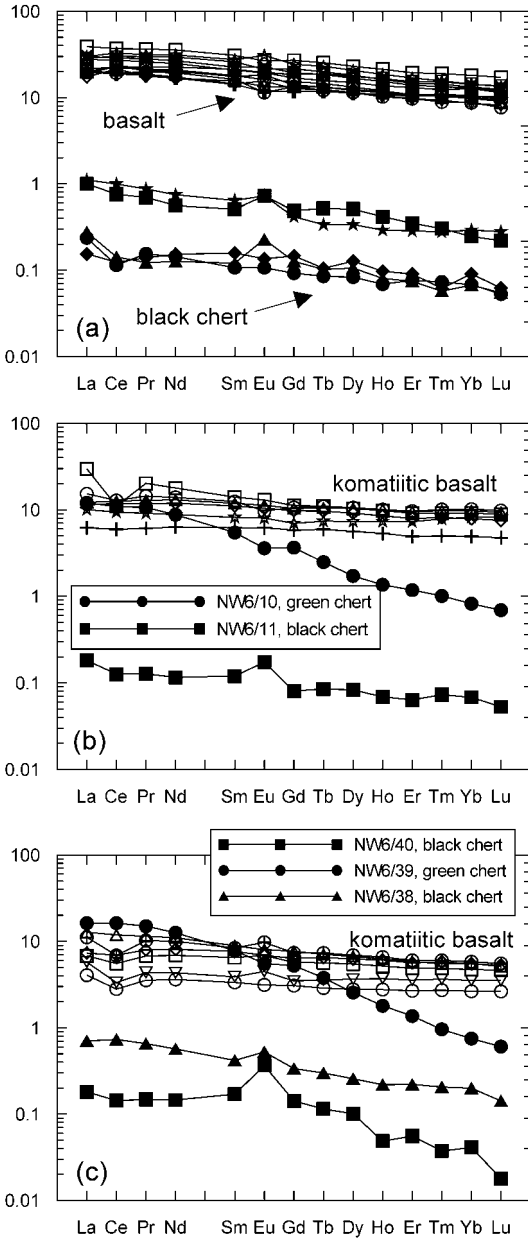 100
10
1
0.1
0.01
basalt
black chert
(a)
La Ce Pr Nd Sm Eu Gd Tb Dy Ho Er Tm Yb Lu
100
10
1
0.1
0.01
komatiitic basalt
NW6/10, green chert
NW6/11, black chert
(b)
La Ce Pr Nd Sm Eu Gd Tb Dy Ho Er Tm Yb Lu
100
10
1
0.1
0.01
NW6/40, black chert
NW6/39, green chert
NW6/38, black chert
komatiitic basalt
(c)
La Ce Pr Nd Sm Eu Gd Tb Dy Ho Er Tm Yb Lu